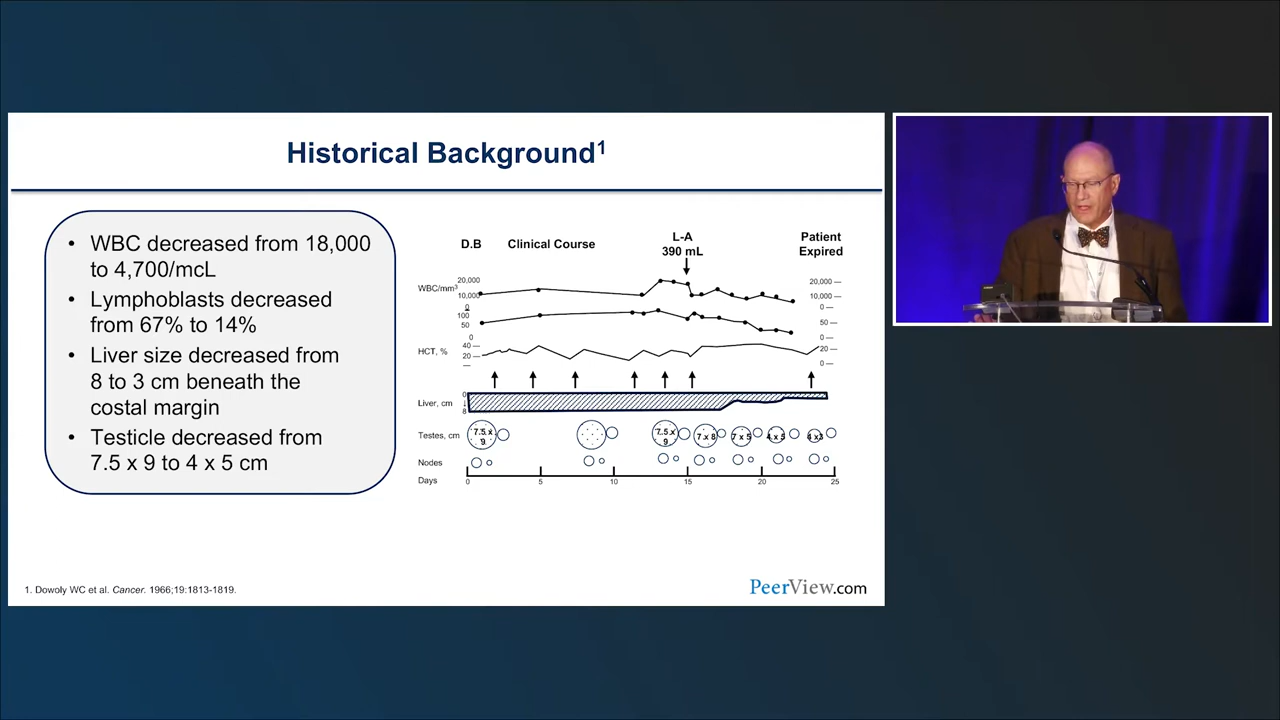 Historical Background1
• WBC decreased from 18,000
to 4,700/mcL
• Lymphoblasts decreased
from 67% to 14%
• Liver size decreased from
8 to 3 cm beneath the
costal margin
• Testicle decreased from
7.5 x 9 to 4 x 5 cm
D.B Clinical Course
L-A
390 mL
Patient
Expired
WBC/mm3
20,000
10,000
0
20,000
10,000
0
100
50
0
50
HCT, %
40
20
20
0
Liver, cm
0
8
Testes, cm
7.5 x
9
7.5 x
9
7 x 8
7 x 5
4 x 5
Nodes
Days
0 5 10 15 20 25
1. Dowoly WC et al. Cancer. 1966;19:1813-1819.
PeerView.com